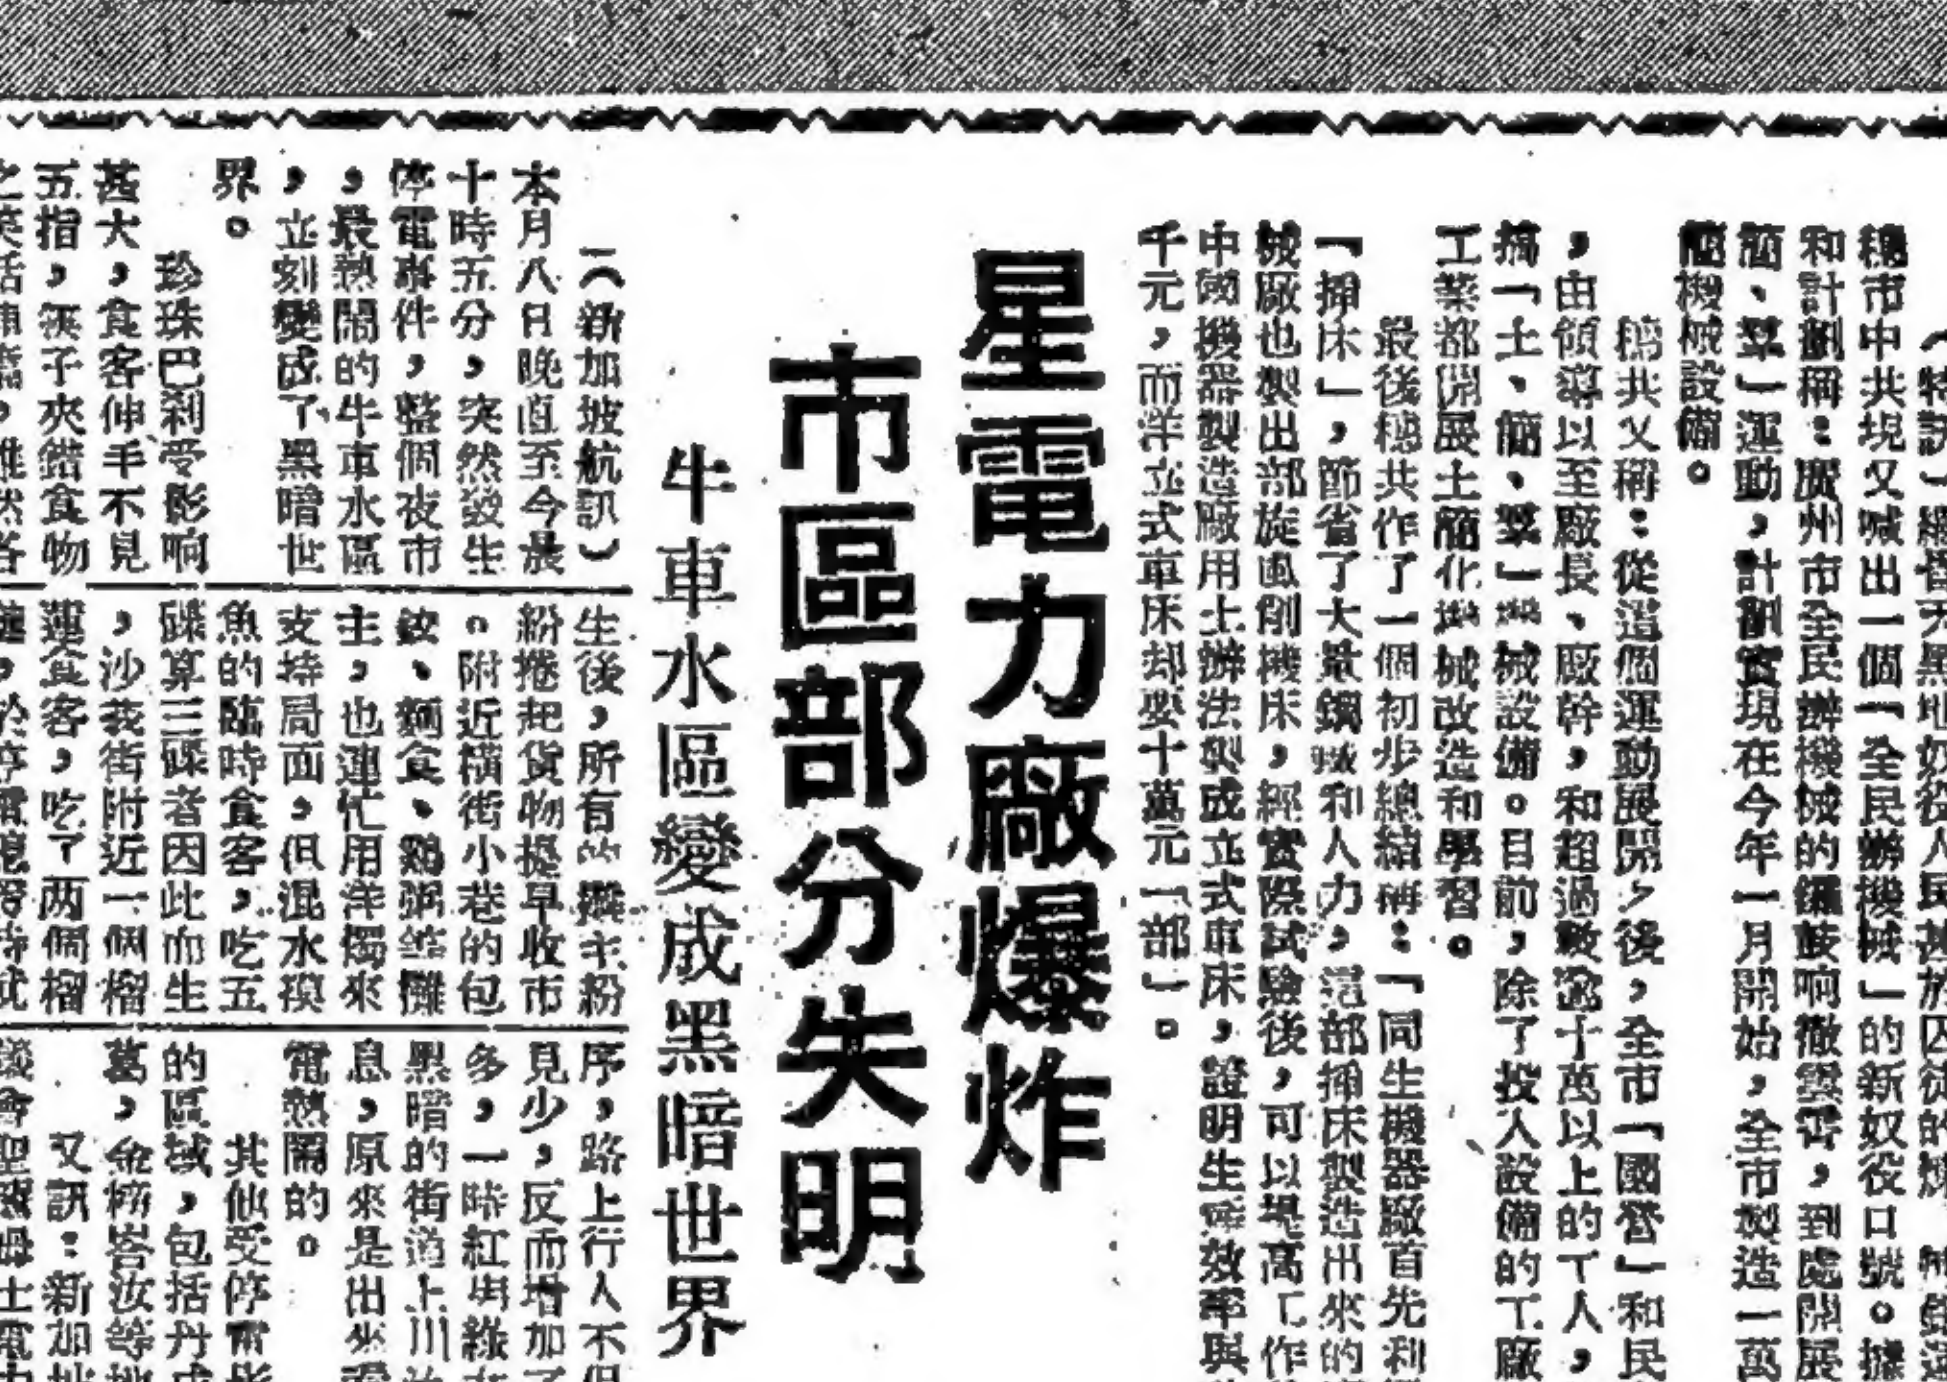 穗市中共現又喊出一個「全民辦機械」的新奴役口號。據
和計劃稱：廣州市全民辦機械的鑼鼓响徹雲霄，到處開展
簡、羣」運動，計劃實現在今年一月開始，全市製造一萬
簡機械設備。
穗共又稱：從這個運動展開之後，全市「國營」和民
，由領導以至廠長、廠幹，和超過數逾十萬以上的工人，
搞「土、簡、羣」機械設備。目前，除了投入設備的工廠
工業都開展土簡化機械改造和學習。
最後穗共作了一個初步總結稱：「同生機器廠首先利
「掃床」，節省了大量鋼鐵和人力，這部掃床製造出來的
械廠也製出部旋風削機床，經實際試驗後，可以提高工作
中國機器製造廠用土辦法製成立式車床，證明生產效率與
千元，而洋立式車床却要十萬元「部」。
星電力廠爆炸
市區部分失明
牛車水區變成黑暗世界
（新加坡航訊）
本月八日晚直至今晨
十時五分，突然發生
停電事件，整個夜市
，最熱鬧的牛車水區
，立刻變成了黑暗世
界。
珍珠巴刹受影响
甚大，食客伸手不見
五指，筷子夾錯食物
生後，所有的攤主紛
紛捲起貨物提早收市
。附近橫街小巷的包
餃、麵食、鷄粥等攤
主，也連忙用洋燭來
支持局面，但混水摸
魚的臨時食客，吃五
碟算三碟者因此而生
，沙莪街附近一個榴
槤食客，吃了两個榴
序，路上行人不但
見少，反而增加了
多，一時紅男綠女
黑暗的街道上川流
息，原來是出來看
電熱鬧的。
其他受停電影
的區域，包括丹戎
葛，金榜峇汝等地
又訊：新加坡